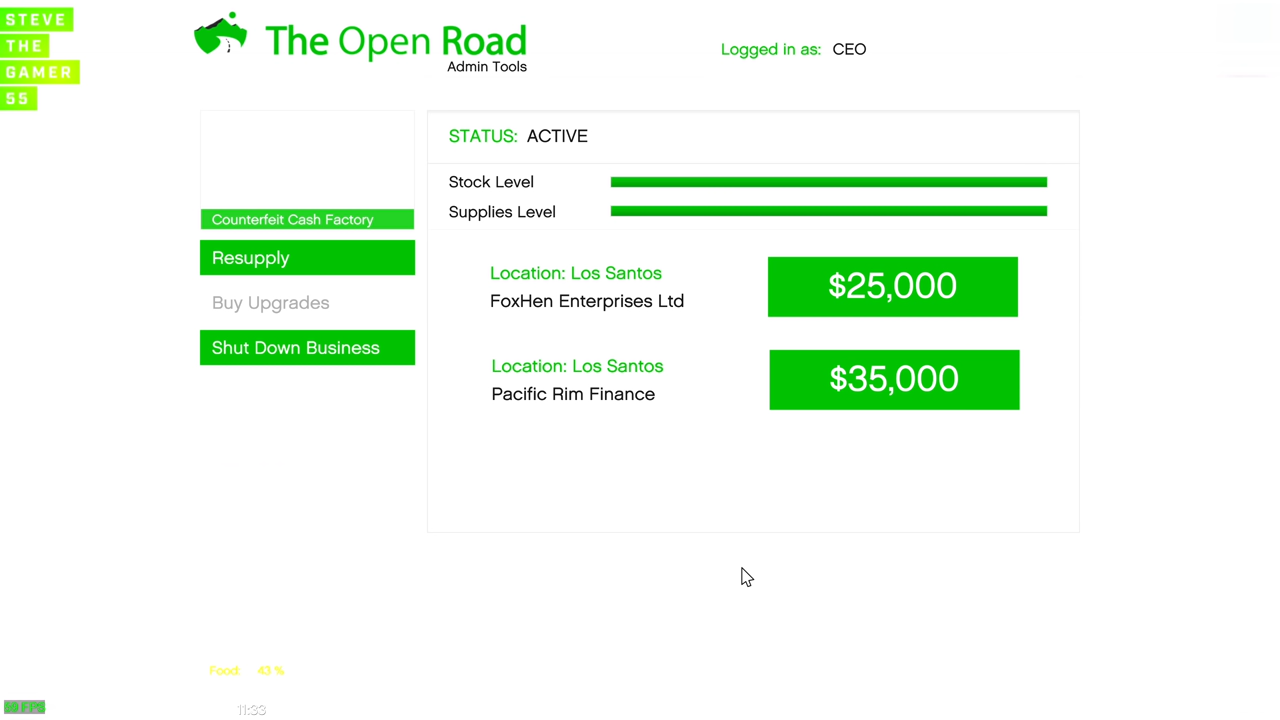 STEVE
THE
GAMER
55
The Open Road
Admin Tools
Logged in as: CEO
STATUS: ACTIVE
Stock Level
Supplies Level
Counterfeit Cash Factory
Resupply
Buy Upgrades
Shut Down Business
Location: Los Santos
FoxHen Enterprises Ltd
$25,000
Location: Los Santos
Pacific Rim Finance
$35,000
Food: 43 %
11:33
60 FPS